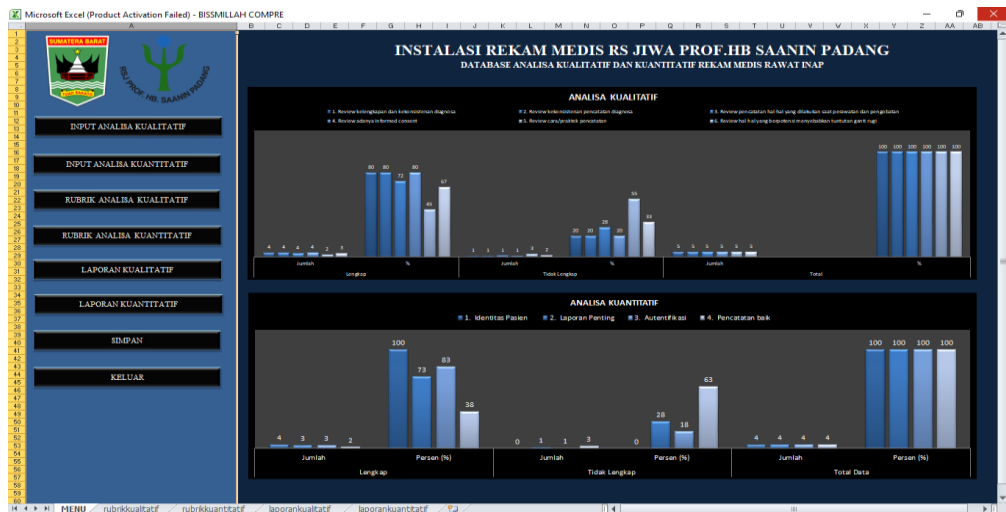 Microsoft Excel (Product Activation Failed) - BISSMILLAH COMPRE
A B C D E F G H I J K L M N O P Q R S T U V W X Y Z AA AB
SUMATERA BARAT
RSJ PROF. HB. SAANIN PADANG
INSTALASI REKAM MEDIS RS JIWA PROF.HB SAANIN PADANG
DATABASE ANALISA KUALITATIF DAN KUANTITATIF REKAM MEDIS RAWAT INAP
INPUT ANALISA KUALITATIF
INPUT ANALISA KUANTITATIF
RUBRIK ANALISA KUALITATIF
RUBRIK ANALISA KUANTITATIF
LAPORAN KUALITATIF
LAPORAN KUANTITATIF
SIMPAN
KELUAR
ANALISA KUALITATIF
1. Review kelengkapan dan kekonsistenan diagnosa
2. Review kekonsistenan pencatatan diagnosa
3. Review pencatatan hal-hal yang dilakukan saat perawatan dan pengobatan
4. Review adanya informed consent
5. Review cara/praktik pencatatan
6. Review hal-hal yang berpotensi menyebabkan tuntutan ganti rugi
4 4 4 4 2 3 80 80 72 80 45 67
1 1 1 1 3 2 20 20 28 20 55 33
5 5 5 5 5 5 100 100 100 100 100 100
Jumlah % Jumlah % Jumlah %
Lengkap Tidak Lengkap Total
ANALISA KUANTITATIF
1. Identitas Pasien 2. Laporan Penting 3. Autentifikasi 4. Pencatatan baik
4 3 3 2 100 73 83 38
0 1 1 3 0 28 18 63
4 4 4 4 100 100 100 100
Jumlah Persen (%) Jumlah Persen (%) Jumlah Persen (%)
Lengkap Tidak Lengkap Total Data
MENU rubrikkualitatif rubrikkuantitatif laporankualitatif laporankuantitatif